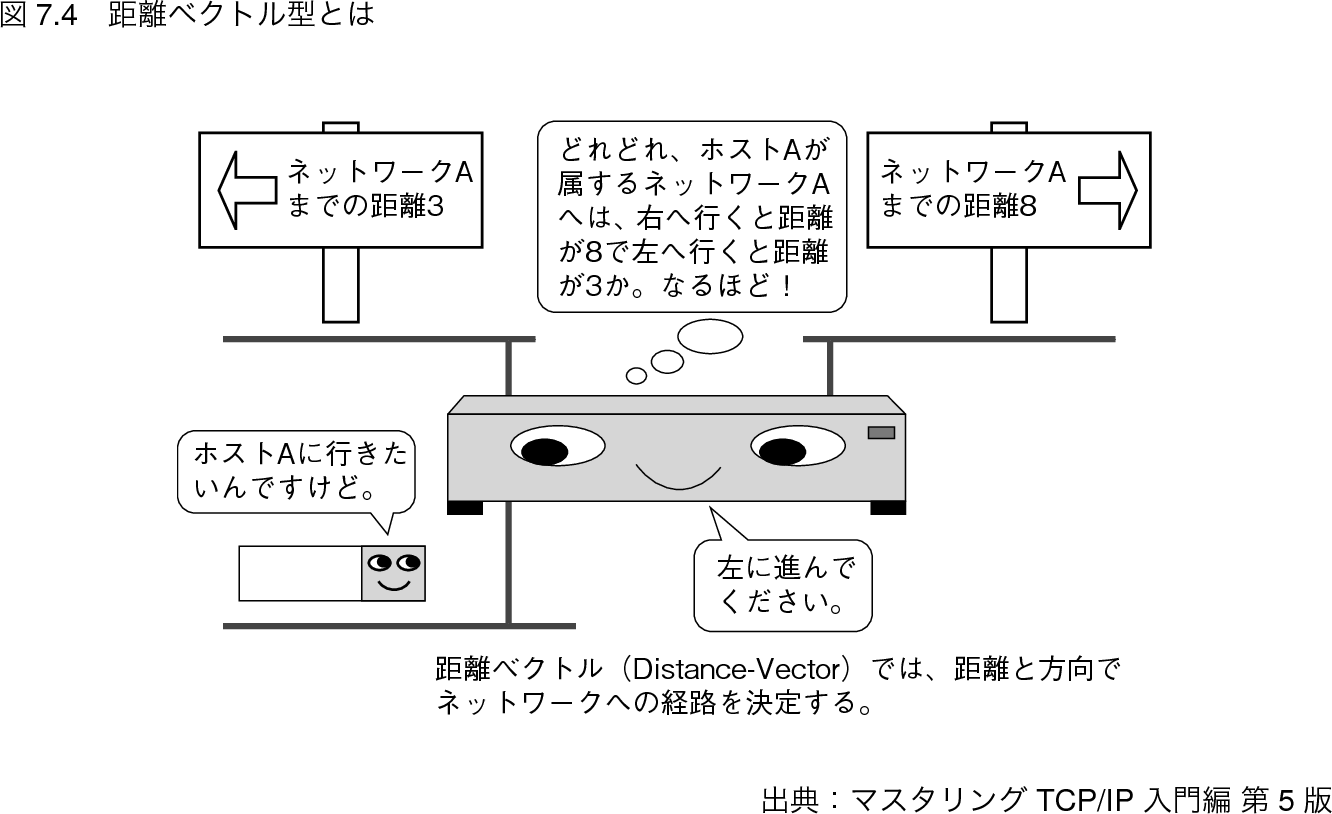 図 7.4　距離ベクトル型とは
ネットワークA
までの距離3
どれどれ、ホストAが
属するネットワークA
へは、右へ行くと距離
が8で左へ行くと距離
が3か。なるほど！
ネットワークA
までの距離8
ホストAに行きた
いんですけど。
左に進んで
ください。
距離ベクトル（Distance-Vector）では、距離と方向で
ネットワークへの経路を決定する。
出典：マスタリング TCP/IP 入門編 第 5 版